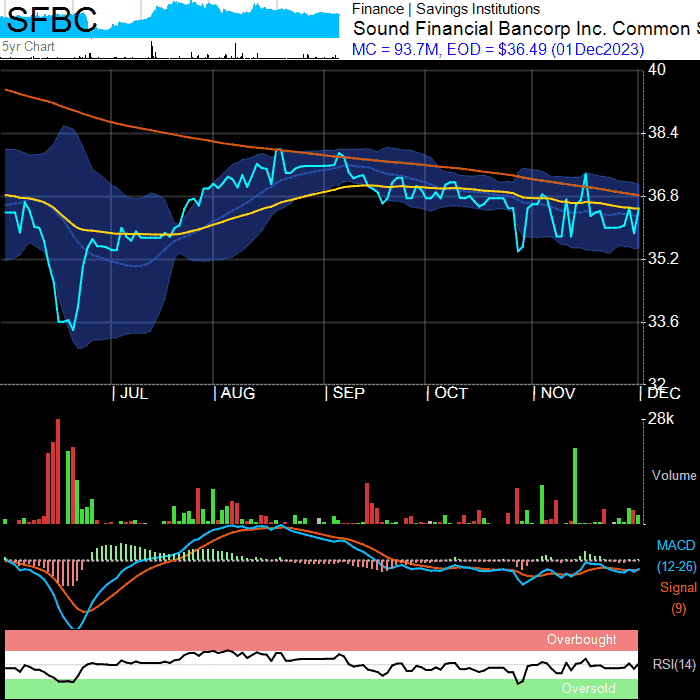 SFBC
5yr Chart
Finance | Savings Institutions
Sound Financial Bancorp Inc. Common S
MC = 93.7M, EOD = $36.49 (01Dec2023)
40
38.4
36.8
35.2
33.6
32
JUL
AUG
SEP
OCT
NOV
DEC
28k
Volume
MACD
(12-26)
Signal
(9)
Overbought
RSI(14)
Oversold